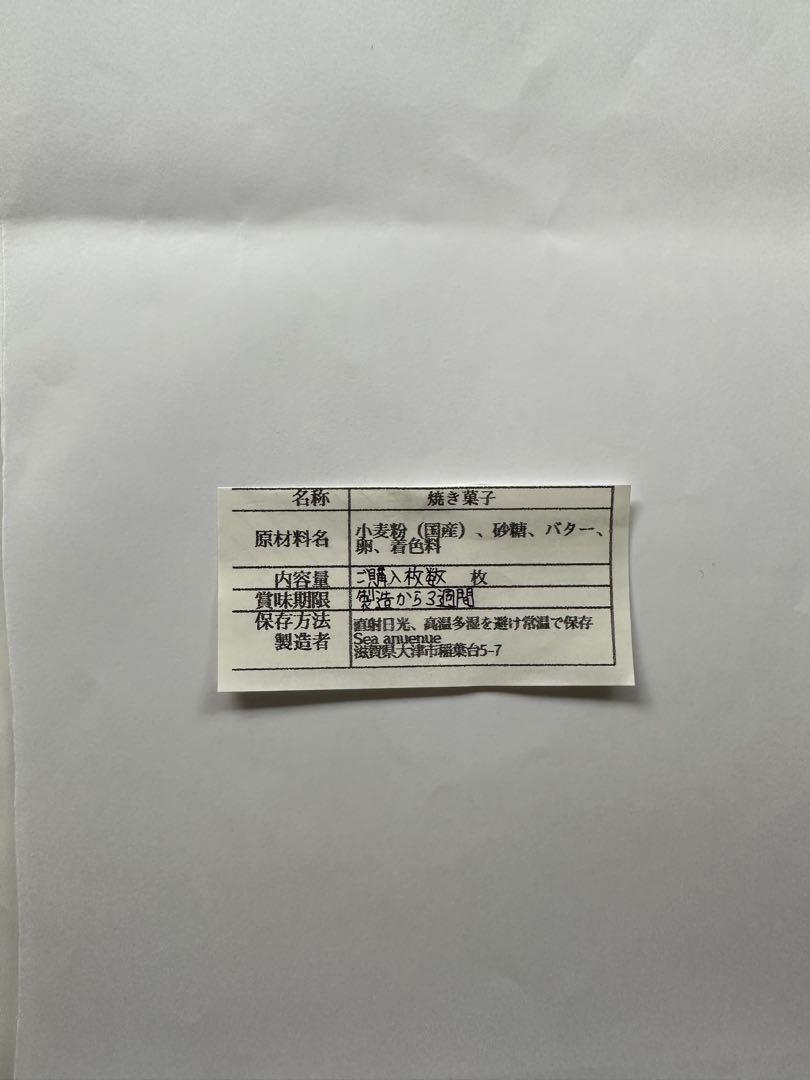 名称 焼き菓子
原材料名 小麦粉（国産）、砂糖、バター、
卵、着色料
内容量 ご購入枚数 枚
賞味期限 製造から3週間
保存方法 直射日光、高温多湿を避け常温で保存
製造者 Sea anuenue
滋賀県大津市稲葉台5-7